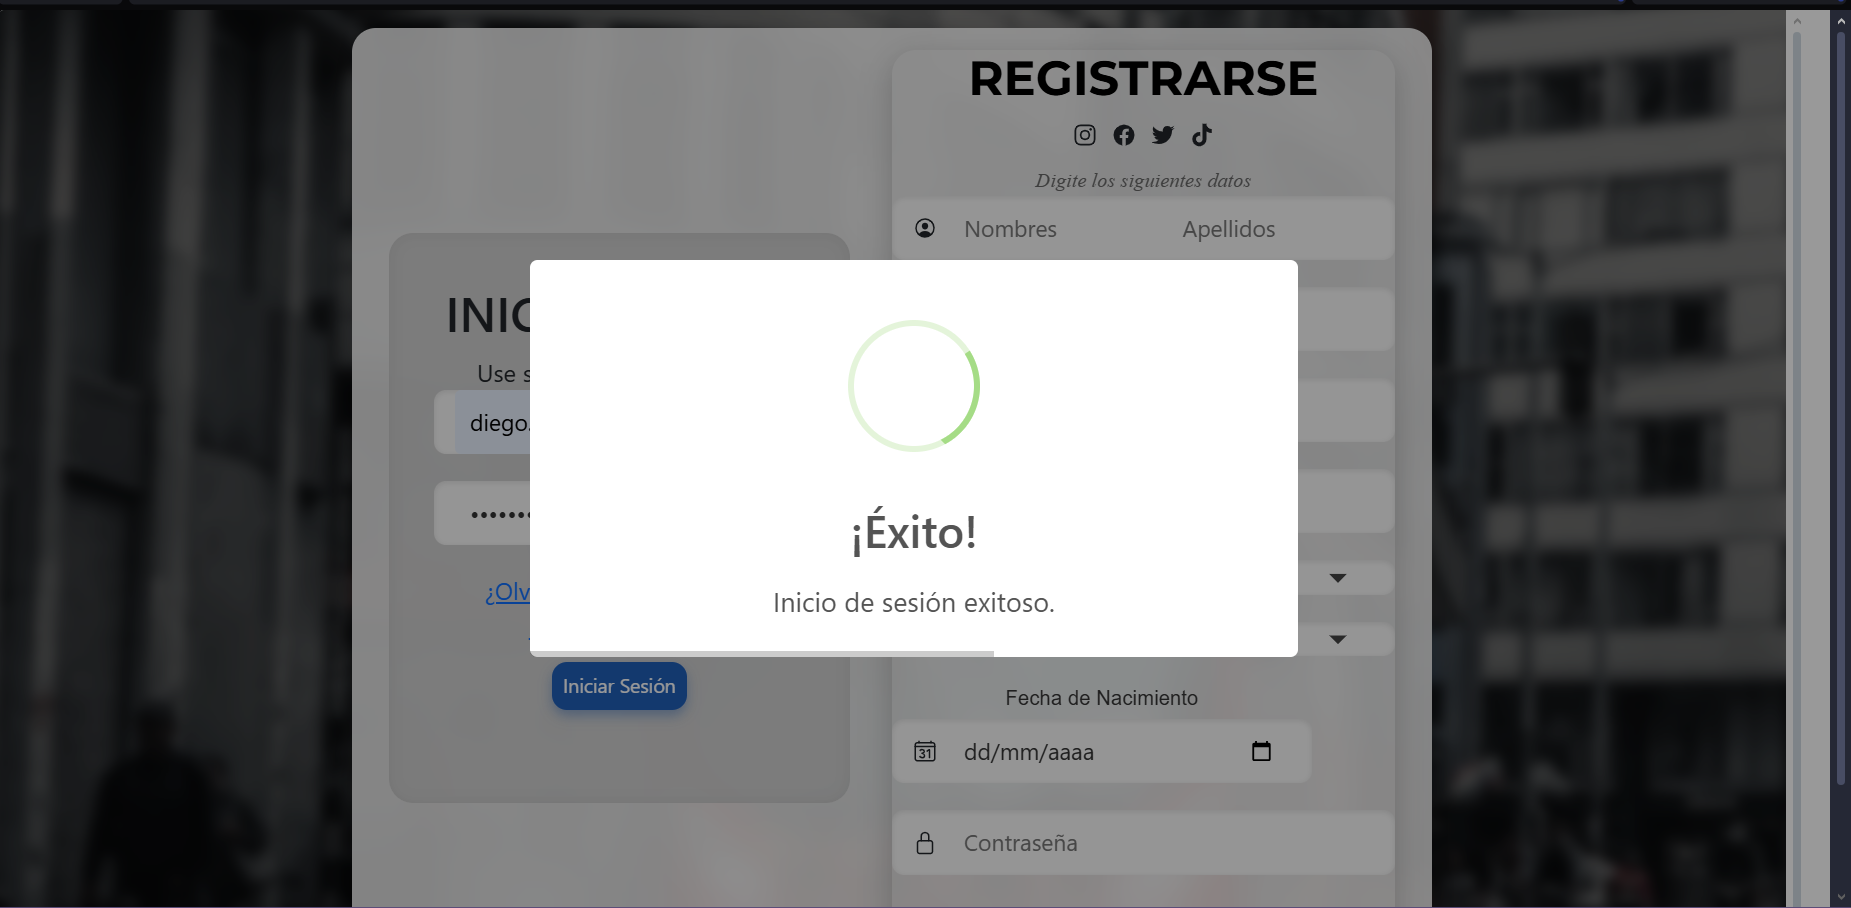 REGISTRARSE
Digite los siguientes datos
Nombres Apellidos
INIC
Use s
diego.
¡Éxito!
Inicio de sesión exitoso.
¿Olv
Iniciar Sesión
Fecha de Nacimiento
31 dd/mm/aaaa
Contraseña